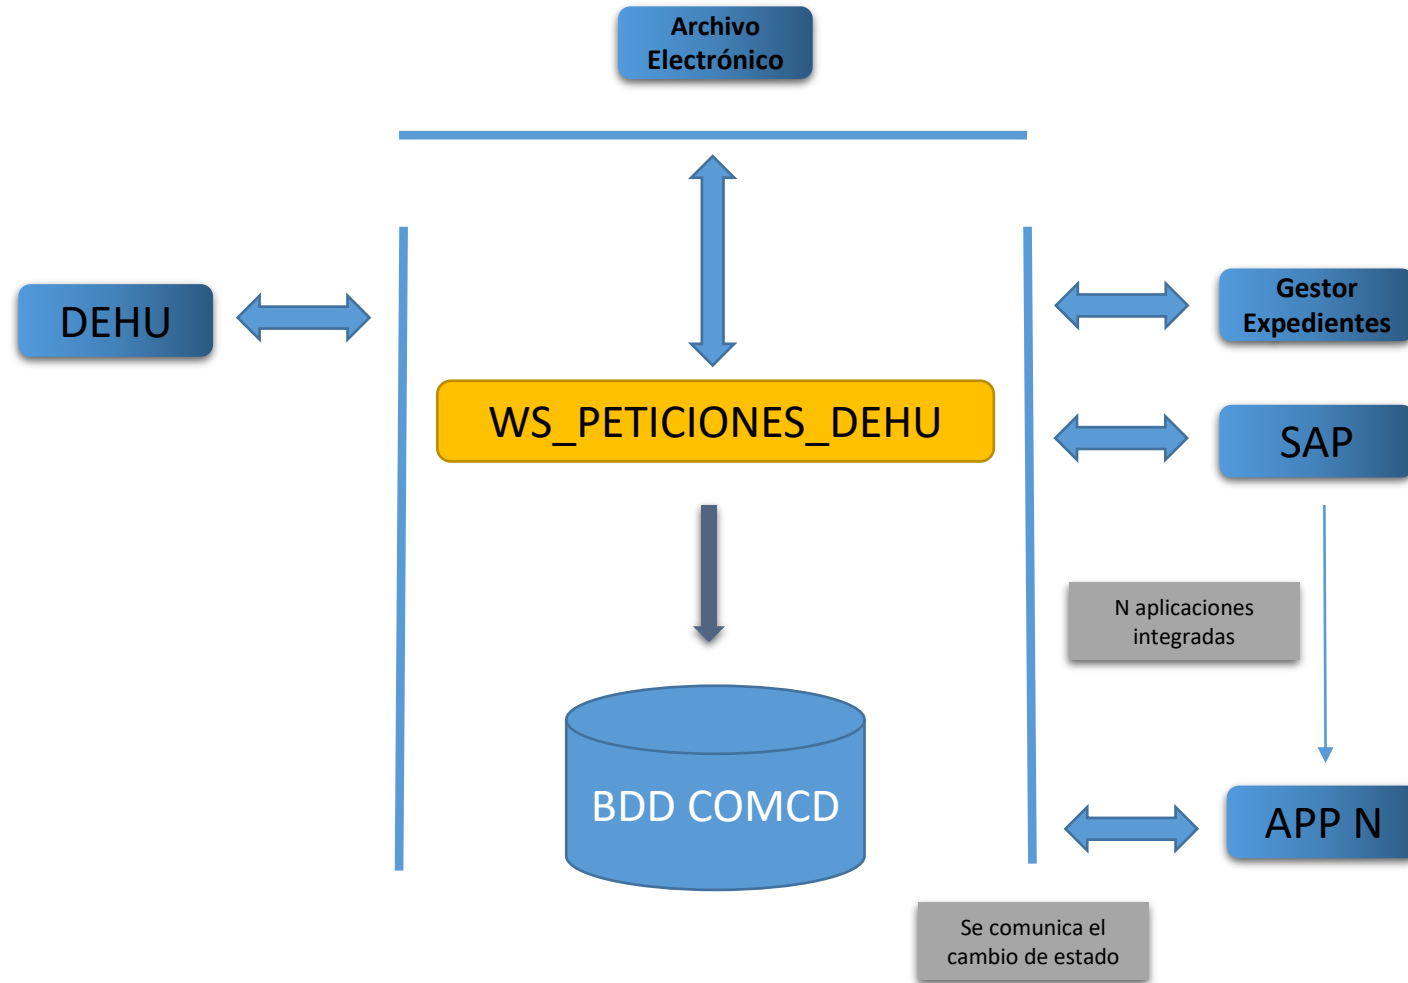 Archivo
Electrónico
DEHU
Gestor
Expedientes
WS_PETICIONES_DEHU
SAP
N aplicaciones
integradas
BDD COMCD
APP N
Se comunica el
cambio de estado